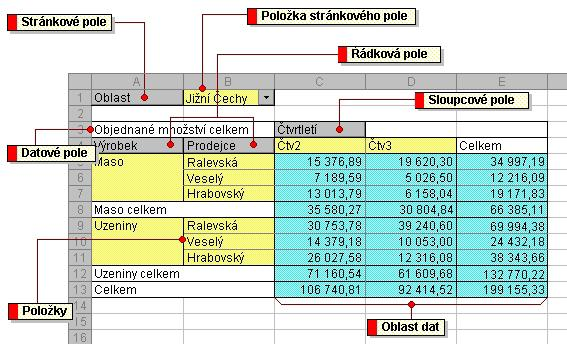 Stránkové pole
Položka stránkového pole
Řádková pole
A B C D E
1 Oblast Jižní Čechy
Sloupcové pole
2
3 Objednané množství celkem Čtvrtletí
Datové pole
4 Výrobek Prodejce Čtv2 Čtv3 Celkem
5 Maso Ralevská 15 376,89 19 620,30 34 997,19
6 Veselý 7 189,59 5 026,50 12 216,09
7 Hrabovský 13 013,79 6 158,04 19 171,83
8 Maso celkem 35 580,27 30 804,84 66 385,11
9 Uzeniny Ralevská 30 753,78 39 240,60 69 994,38
10 Veselý 14 379,18 10 053,00 24 432,18
11 Hrabovský 26 027,58 12 316,08 38 343,66
12 Uzeniny celkem 71 160,54 61 609,68 132 770,22
13 Celkem 106 740,81 92 414,52 199 155,33
14
Položky
15
Oblast dat
16